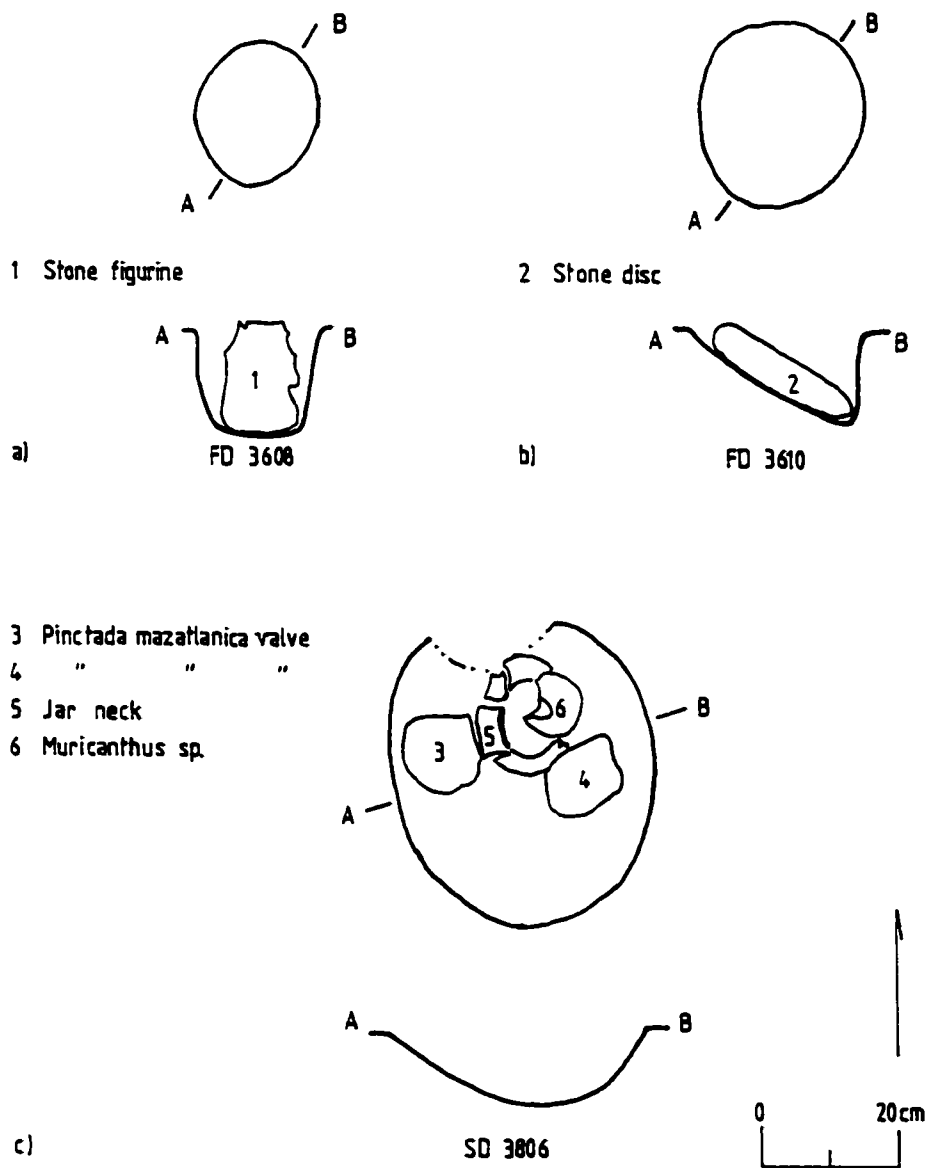 B
A
B
A
1 Stone figurine
2 Stone disc
A B
1
A B
2
a) FD 3608
b) FD 3610
3 Pinctada mazatlanica valve
4 " " "
5 Jar neck
6 Muricanthus sp.
B
6
5
3
4
A
A B
0 20cm
c) SD 3806